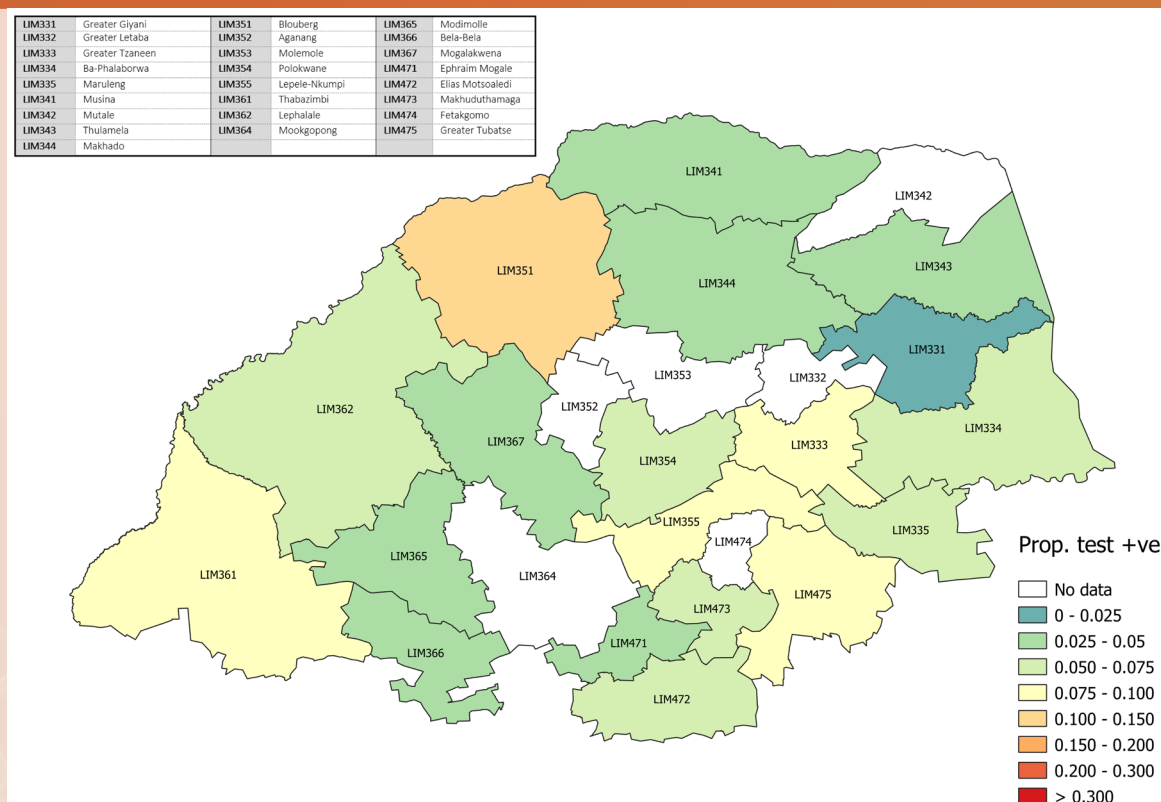 LIM331 Greater Giyani LIM351 Blouberg LIM365 Modimolle
LIM332 Greater Letaba LIM352 Aganang LIM366 Bela-Bela
LIM333 Greater Tzaneen LIM353 Molemole LIM367 Mogalakwena
LIM334 Ba-Phalaborwa LIM354 Polokwane LIM471 Ephraim Mogale
LIM335 Maruleng LIM355 Lepele-Nkumpi LIM472 Elias Motsoaledi
LIM341 Musina LIM361 Thabazimbi LIM473 Makhuduthamaga
LIM342 Mutale LIM362 Lephalale LIM474 Fetakgomo
LIM343 Thulamela LIM364 Mookgopong LIM475 Greater Tubatse
LIM344 Makhado
LIM341
LIM342
LIM351
LIM343
LIM344
LIM331
LIM353
LIM332
LIM362
LIM352
LIM334
LIM367
LIM333
LIM354
LIM355
LIM335
LIM474
LIM365
LIM361
LIM364
LIM475
LIM473
LIM471
LIM366
LIM472
Prop. test +ve
No data
0 - 0.025
0.025 - 0.05
0.050 - 0.075
0.075 - 0.100
0.100 - 0.150
0.150 - 0.200
0.200 - 0.300
> 0.300